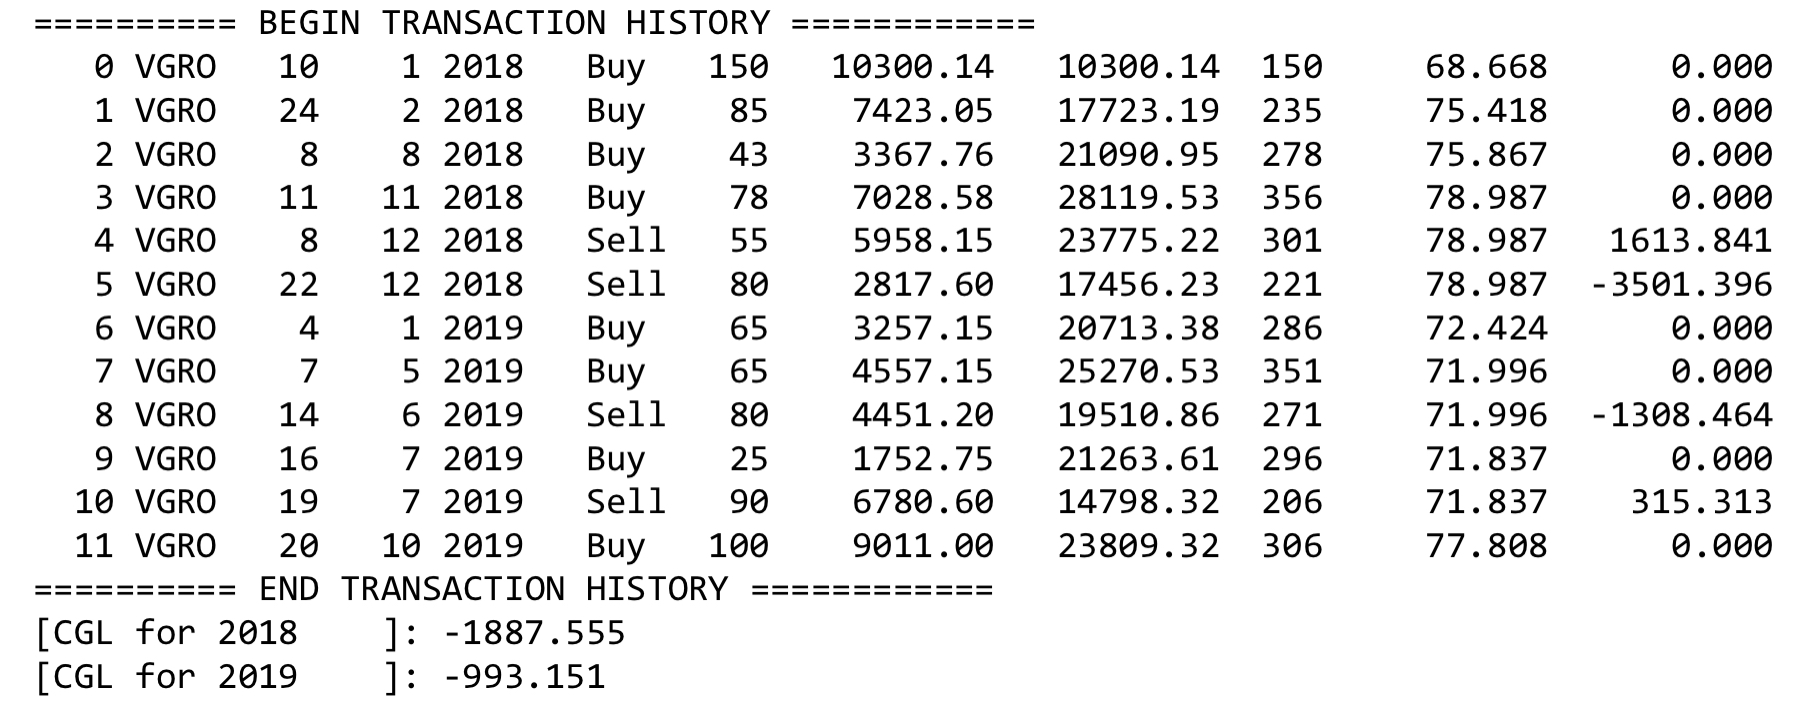 ========== BEGIN TRANSACTION HISTORY ============
0 VGRO 10 1 2018 Buy 150 10300.14 10300.14 150 68.668 0.000
1 VGRO 24 2 2018 Buy 85 7423.05 17723.19 235 75.418 0.000
2 VGRO 8 8 2018 Buy 43 3367.76 21090.95 278 75.867 0.000
3 VGRO 11 11 2018 Buy 78 7028.58 28119.53 356 78.987 0.000
4 VGRO 8 12 2018 Sell 55 5958.15 23775.22 301 78.987 1613.841
5 VGRO 22 12 2018 Sell 80 2817.60 17456.23 221 78.987 -3501.396
6 VGRO 4 1 2019 Buy 65 3257.15 20713.38 286 72.424 0.000
7 VGRO 7 5 2019 Buy 65 4557.15 25270.53 351 71.996 0.000
8 VGRO 14 6 2019 Sell 80 4451.20 19510.86 271 71.996 -1308.464
9 VGRO 16 7 2019 Buy 25 1752.75 21263.61 296 71.837 0.000
10 VGRO 19 7 2019 Sell 90 6780.60 14798.32 206 71.837 315.313
11 VGRO 20 10 2019 Buy 100 9011.00 23809.32 306 77.808 0.000
========== END TRANSACTION HISTORY ============
[CGL for 2018 ]: -1887.555
[CGL for 2019 ]: -993.151